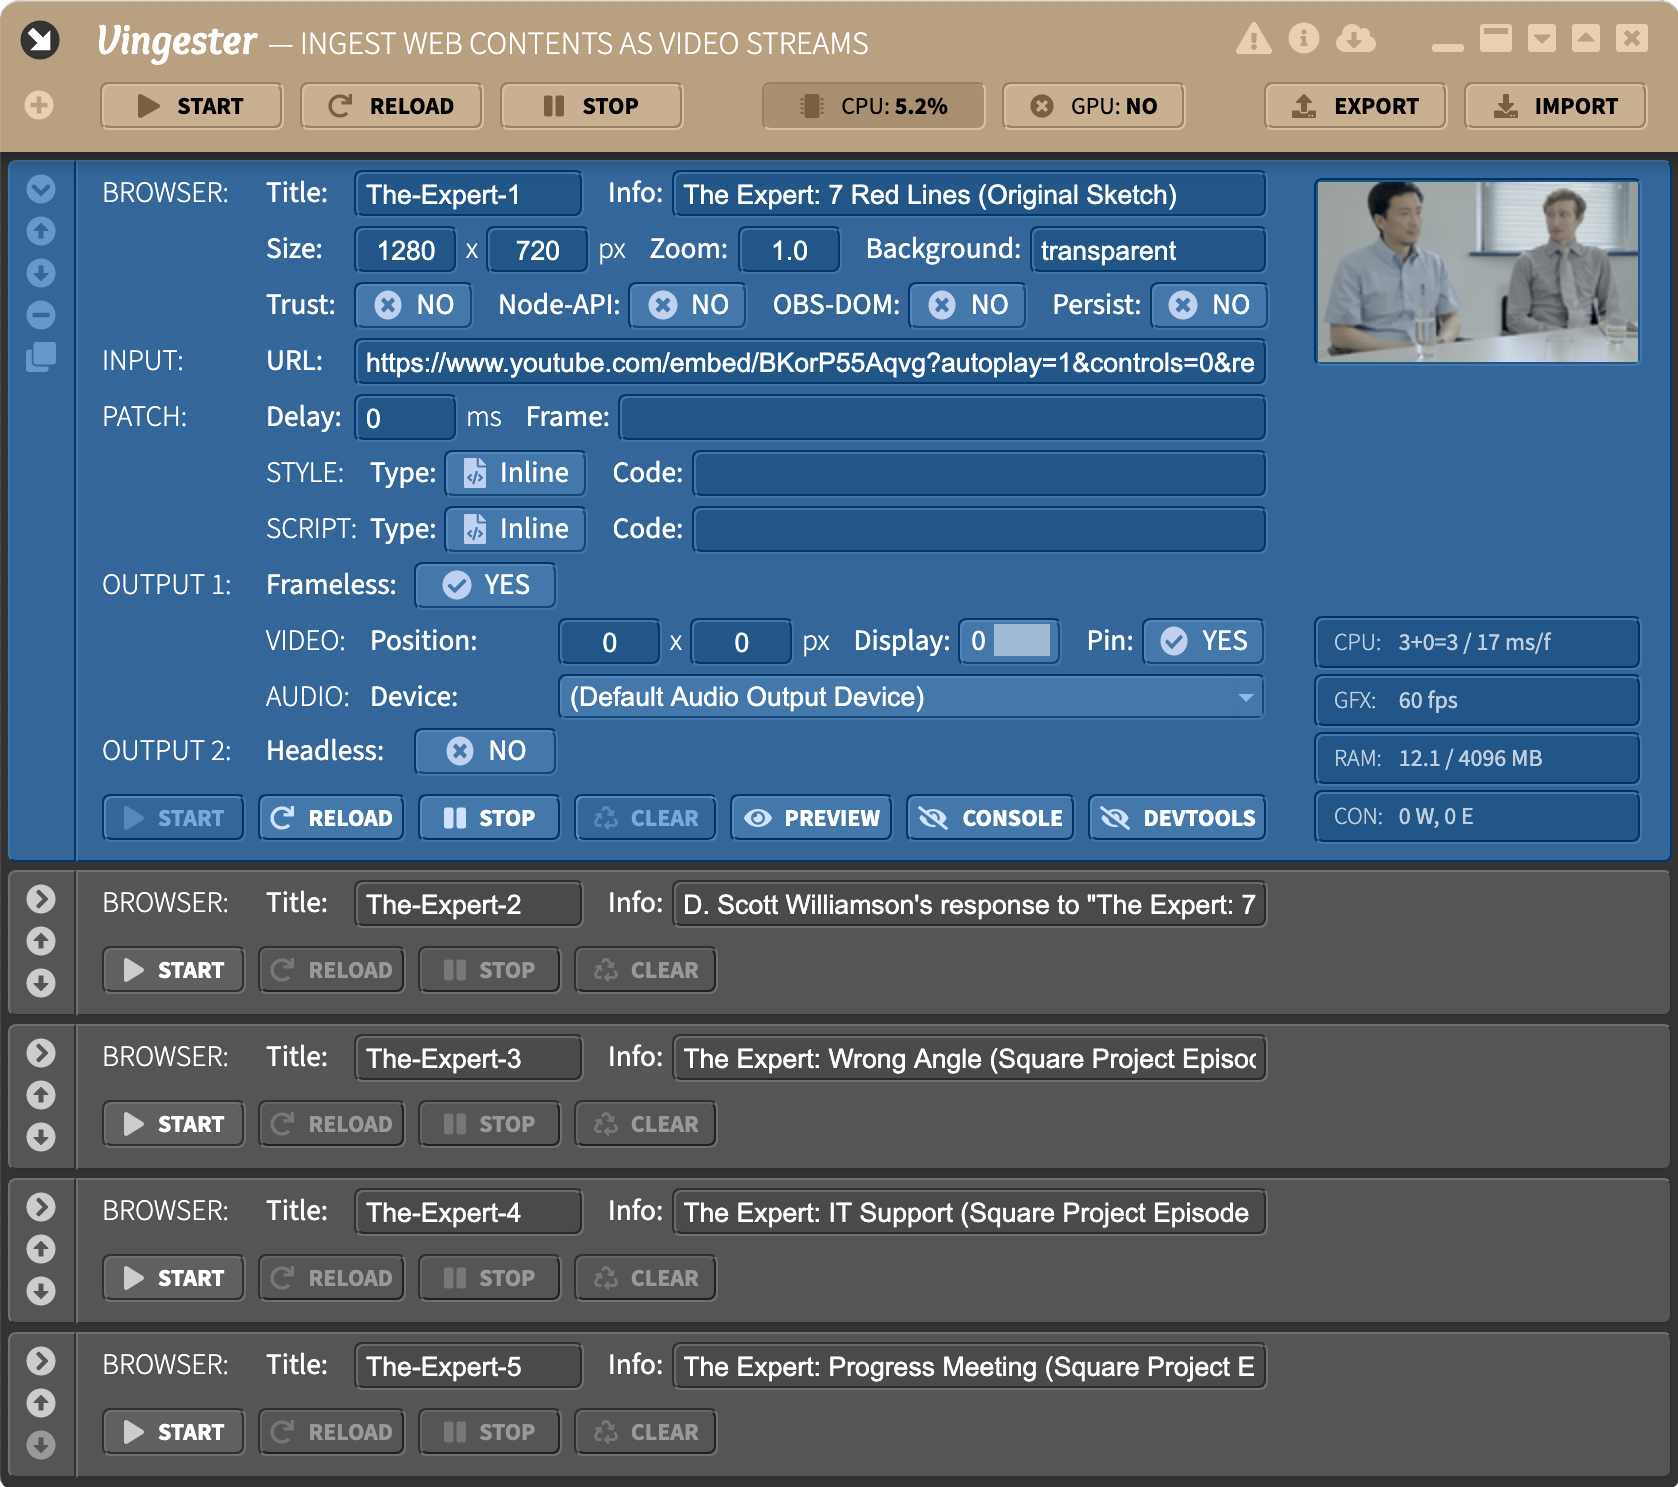 Vingester — INGEST WEB CONTENTS AS VIDEO STREAMS
START RELOAD STOP CPU: 5.2% GPU: NO EXPORT IMPORT
BROWSER: Title: The-Expert-1 Info: The Expert: 7 Red Lines (Original Sketch)
Size: 1280 x 720 px Zoom: 1.0 Background: transparent
Trust: NO Node-API: NO OBS-DOM: NO Persist: NO
INPUT: URL: https://www.youtube.com/embed/BKorP55Aqvg?autoplay=1&controls=0&re
PATCH: Delay: 0 ms Frame:
STYLE: Type: Inline Code:
SCRIPT: Type: Inline Code:
OUTPUT 1: Frameless: YES
VIDEO: Position: 0 x 0 px Display: 0 Pin: YES
CPU: 3+0=3 / 17 ms/f
AUDIO: Device: (Default Audio Output Device)
GFX: 60 fps
OUTPUT 2: Headless: NO
RAM: 12.1 / 4096 MB
START RELOAD STOP CLEAR PREVIEW CONSOLE DEVTOOLS
CON: 0 W, 0 E
BROWSER: Title: The-Expert-2 Info: D. Scott Williamson's response to "The Expert: 7
START RELOAD STOP CLEAR
BROWSER: Title: The-Expert-3 Info: The Expert: Wrong Angle (Square Project Episoc
START RELOAD STOP CLEAR
BROWSER: Title: The-Expert-4 Info: The Expert: IT Support (Square Project Episode
START RELOAD STOP CLEAR
BROWSER: Title: The-Expert-5 Info: The Expert: Progress Meeting (Square Project E
START RELOAD STOP CLEAR